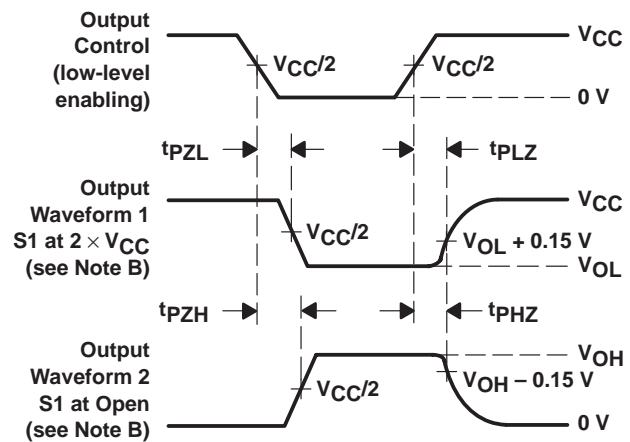 Output
Control
(low-level
enabling)
VCC
VCC/2
VCC/2
0 V
tPZL
tPLZ
Output
Waveform 1
S1 at 2 × VCC
(see Note B)
VCC
VCC/2
VOL + 0.15 V
VOL
tPZH
tPHZ
Output
Waveform 2
S1 at Open
(see Note B)
VOH
VCC/2
VOH – 0.15 V
0 V